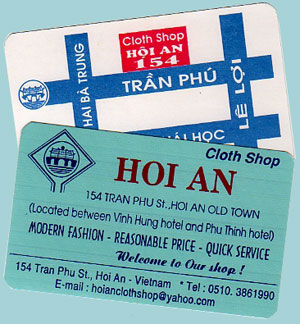 Cloth Shop
HỘI AN
154
TRẦN PHÚ
HAI BÀ TRUNG
LÊ LỢI
HỌC
Cloth Shop
HOI AN
154 TRAN PHU St.,HOI AN OLD TOWN
(Located between Vinh Hung hotel and Phu Thinh hotel)
MODERN FASHION - REASONABLE PRICE - QUICK SERVICE
Welcome to Our shop !
154 Tran Phu St., Hoi An - Vietnam * Tel : 0510. 3861990
E-mail : hoianclothshop@yahoo.com